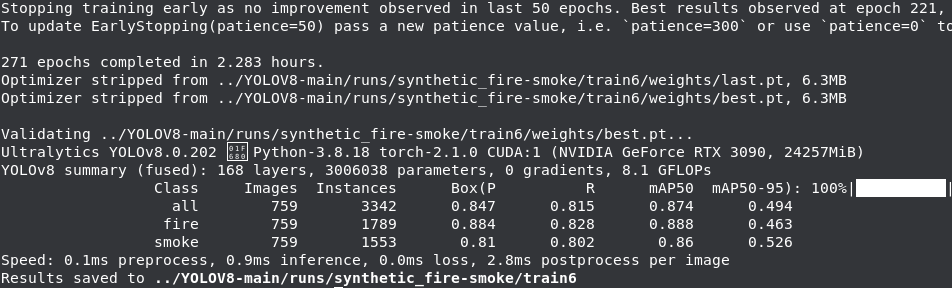 Stopping training early as no improvement observed in last 50 epochs. Best results observed at epoch 221,
To update EarlyStopping(patience=50) pass a new patience value, i.e. `patience=300` or use `patience=0` to
271 epochs completed in 2.283 hours.
Optimizer stripped from ../YOLOV8-main/runs/synthetic_fire-smoke/train6/weights/last.pt, 6.3MB
Optimizer stripped from ../YOLOV8-main/runs/synthetic_fire-smoke/train6/weights/best.pt, 6.3MB
Validating ../YOLOV8-main/runs/synthetic_fire-smoke/train6/weights/best.pt...
Ultralytics YOLOv8.0.202 01F680 Python-3.8.18 torch-2.1.0 CUDA:1 (NVIDIA GeForce RTX 3090, 24257MiB)
YOLOv8 summary (fused): 168 layers, 3006038 parameters, 0 gradients, 8.1 GFLOPs
Class Images Instances Box(P R mAP50 mAP50-95): 100%|██████████|
all 759 3342 0.847 0.815 0.874 0.494
fire 759 1789 0.884 0.828 0.888 0.463
smoke 759 1553 0.81 0.802 0.86 0.526
Speed: 0.1ms preprocess, 0.9ms inference, 0.0ms loss, 2.8ms postprocess per image
Results saved to ../YOLOV8-main/runs/synthetic_fire-smoke/train6